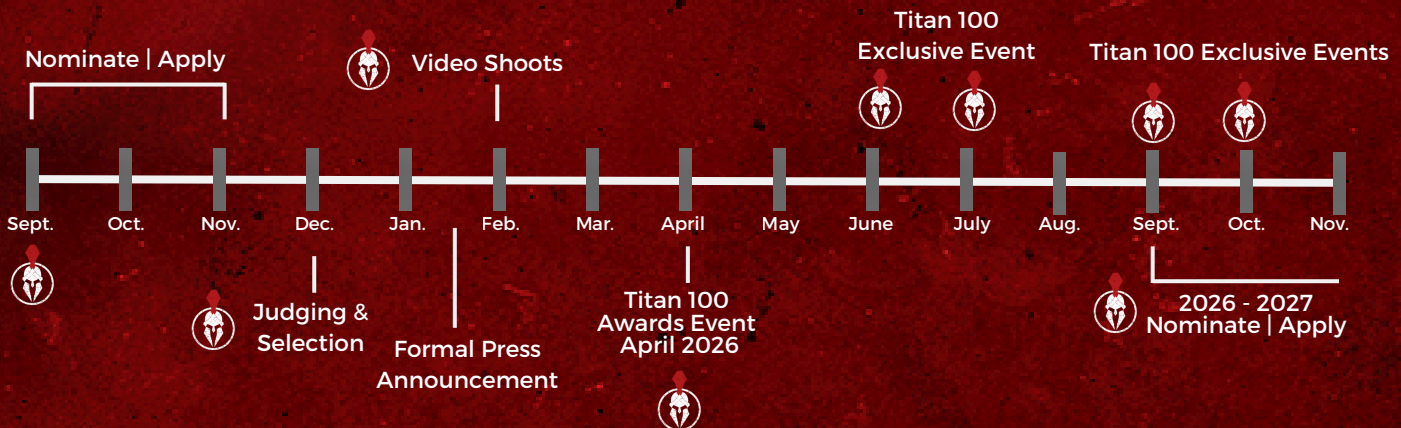 Titan 100
Exclusive Event
Nominate | Apply
Video Shoots
Titan 100 Exclusive Events
Sept.
Oct.
Nov.
Dec.
Jan.
Feb.
Mar.
April
May
June
July
Aug.
Sept.
Oct.
Nov.
Judging &
Selection
Formal Press
Announcement
Titan 100
Awards Event
April 2026
2026 - 2027
Nominate | Apply